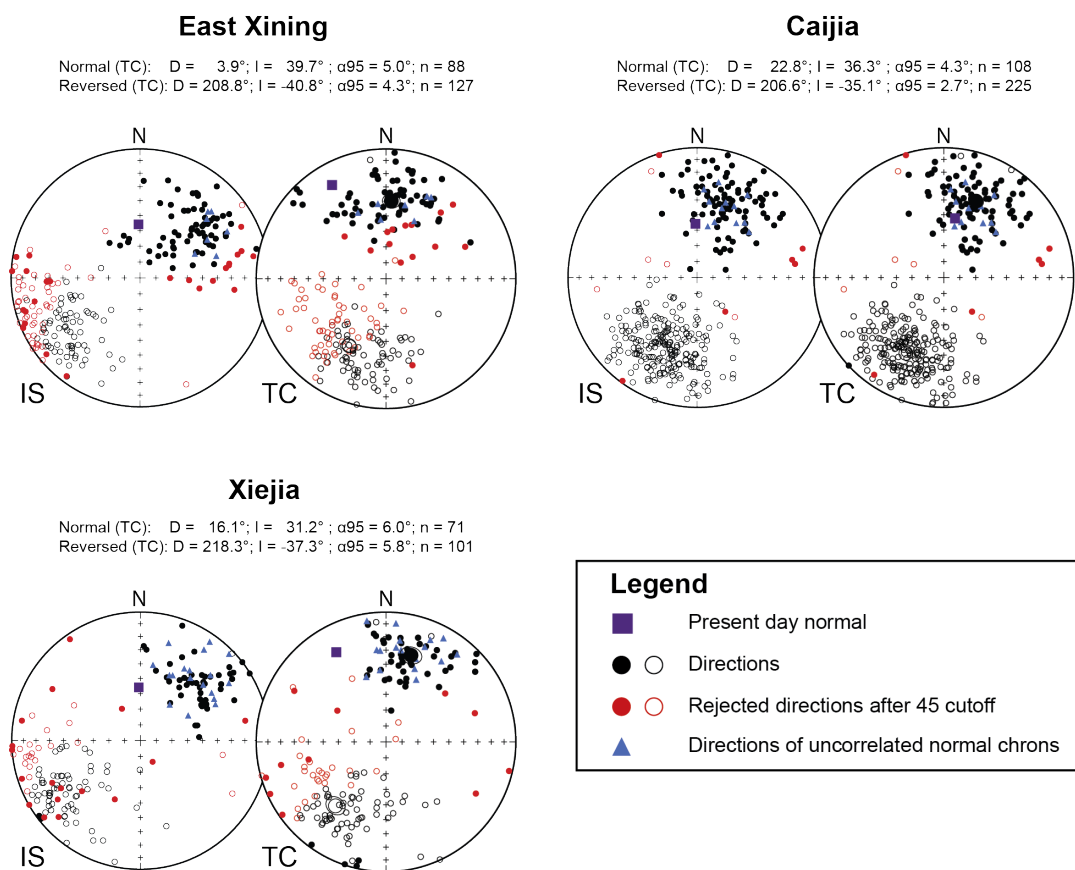 East Xining
Normal (TC): D = 3.9°; I = 39.7° ; α95 = 5.0°; n = 88
Reversed (TC): D = 208.8°; I = -40.8° ; α95 = 4.3°; n = 127
N
N
IS
TC
Caijia
Normal (TC): D = 22.8°; I = 36.3° ; α95 = 4.3°; n = 108
Reversed (TC): D = 206.6°; I = -35.1° ; α95 = 2.7°; n = 225
N
N
IS
TC
Xiejia
Normal (TC): D = 16.1°; I = 31.2° ; α95 = 6.0°; n = 71
Reversed (TC): D = 218.3°; I = -37.3° ; α95 = 5.8°; n = 101
N
N
IS
TC
Legend
Present day normal
Directions
Rejected directions after 45 cutoff
Directions of uncorrelated normal chrons